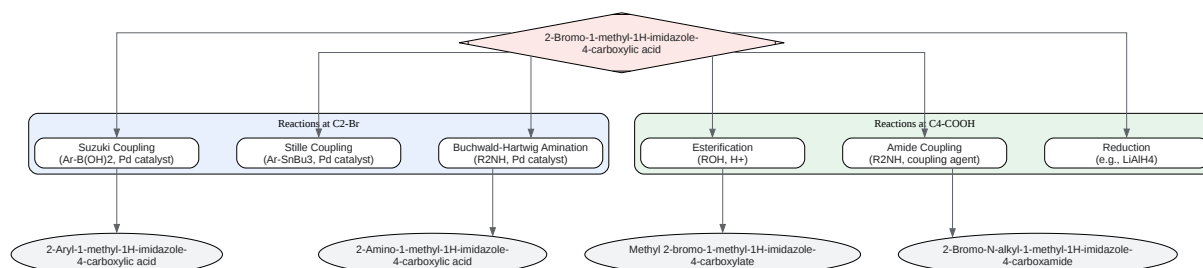 2-Bromo-1-methyl-1H-imidazole-
4-carboxylic acid
Reactions at C2-Br
Suzuki Coupling
(Ar-B(OH)2, Pd catalyst)
Stille Coupling
(Ar-SnBu3, Pd catalyst)
Buchwald-Hartwig Amination
(R2NH, Pd catalyst)
Reactions at C4-COOH
Esterification
(ROH, H+)
Amide Coupling
(R2NH, coupling agent)
Reduction
(e.g., LiAlH4)
2-Aryl-1-methyl-1H-imidazole-
4-carboxylic acid
2-Amino-1-methyl-1H-imidazole-
4-carboxylic acid
Methyl 2-bromo-1-methyl-1H-imidazole-
4-carboxylate
2-Bromo-N-alkyl-1-methyl-1H-imidazole-
4-carboxamide